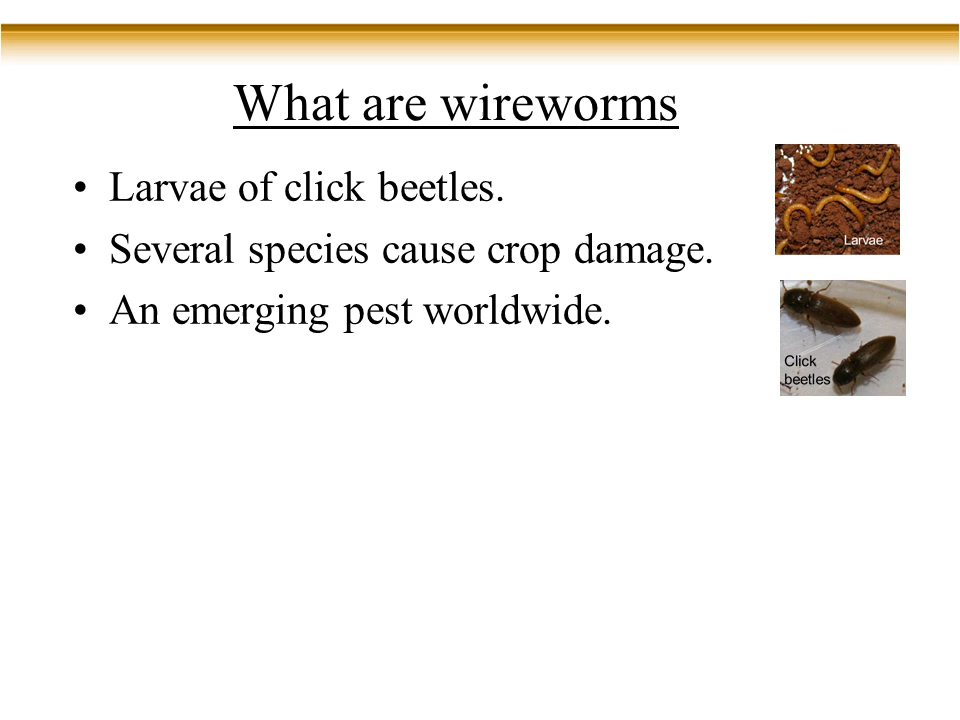 What are wireworms
• Larvae of click beetles.
• Several species cause crop damage.
• An emerging pest worldwide.
Larvae
Click
beetles